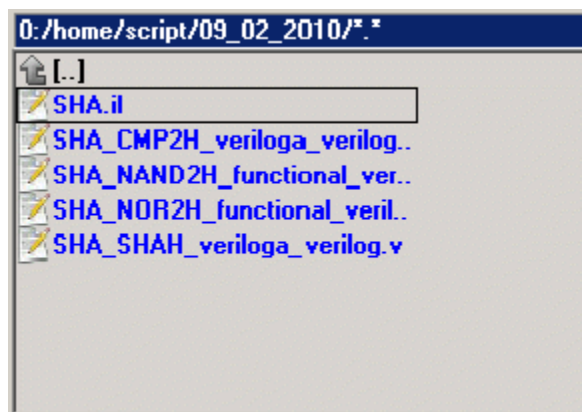 0:/home/script/09_02_2010/*.*
[..]
SHA.il
SHA_CMP2H_veriloga_verilog..
SHA_NAND2H_functional_ver..
SHA_NOR2H_functional_veril..
SHA_SHAH_veriloga_verilog.v